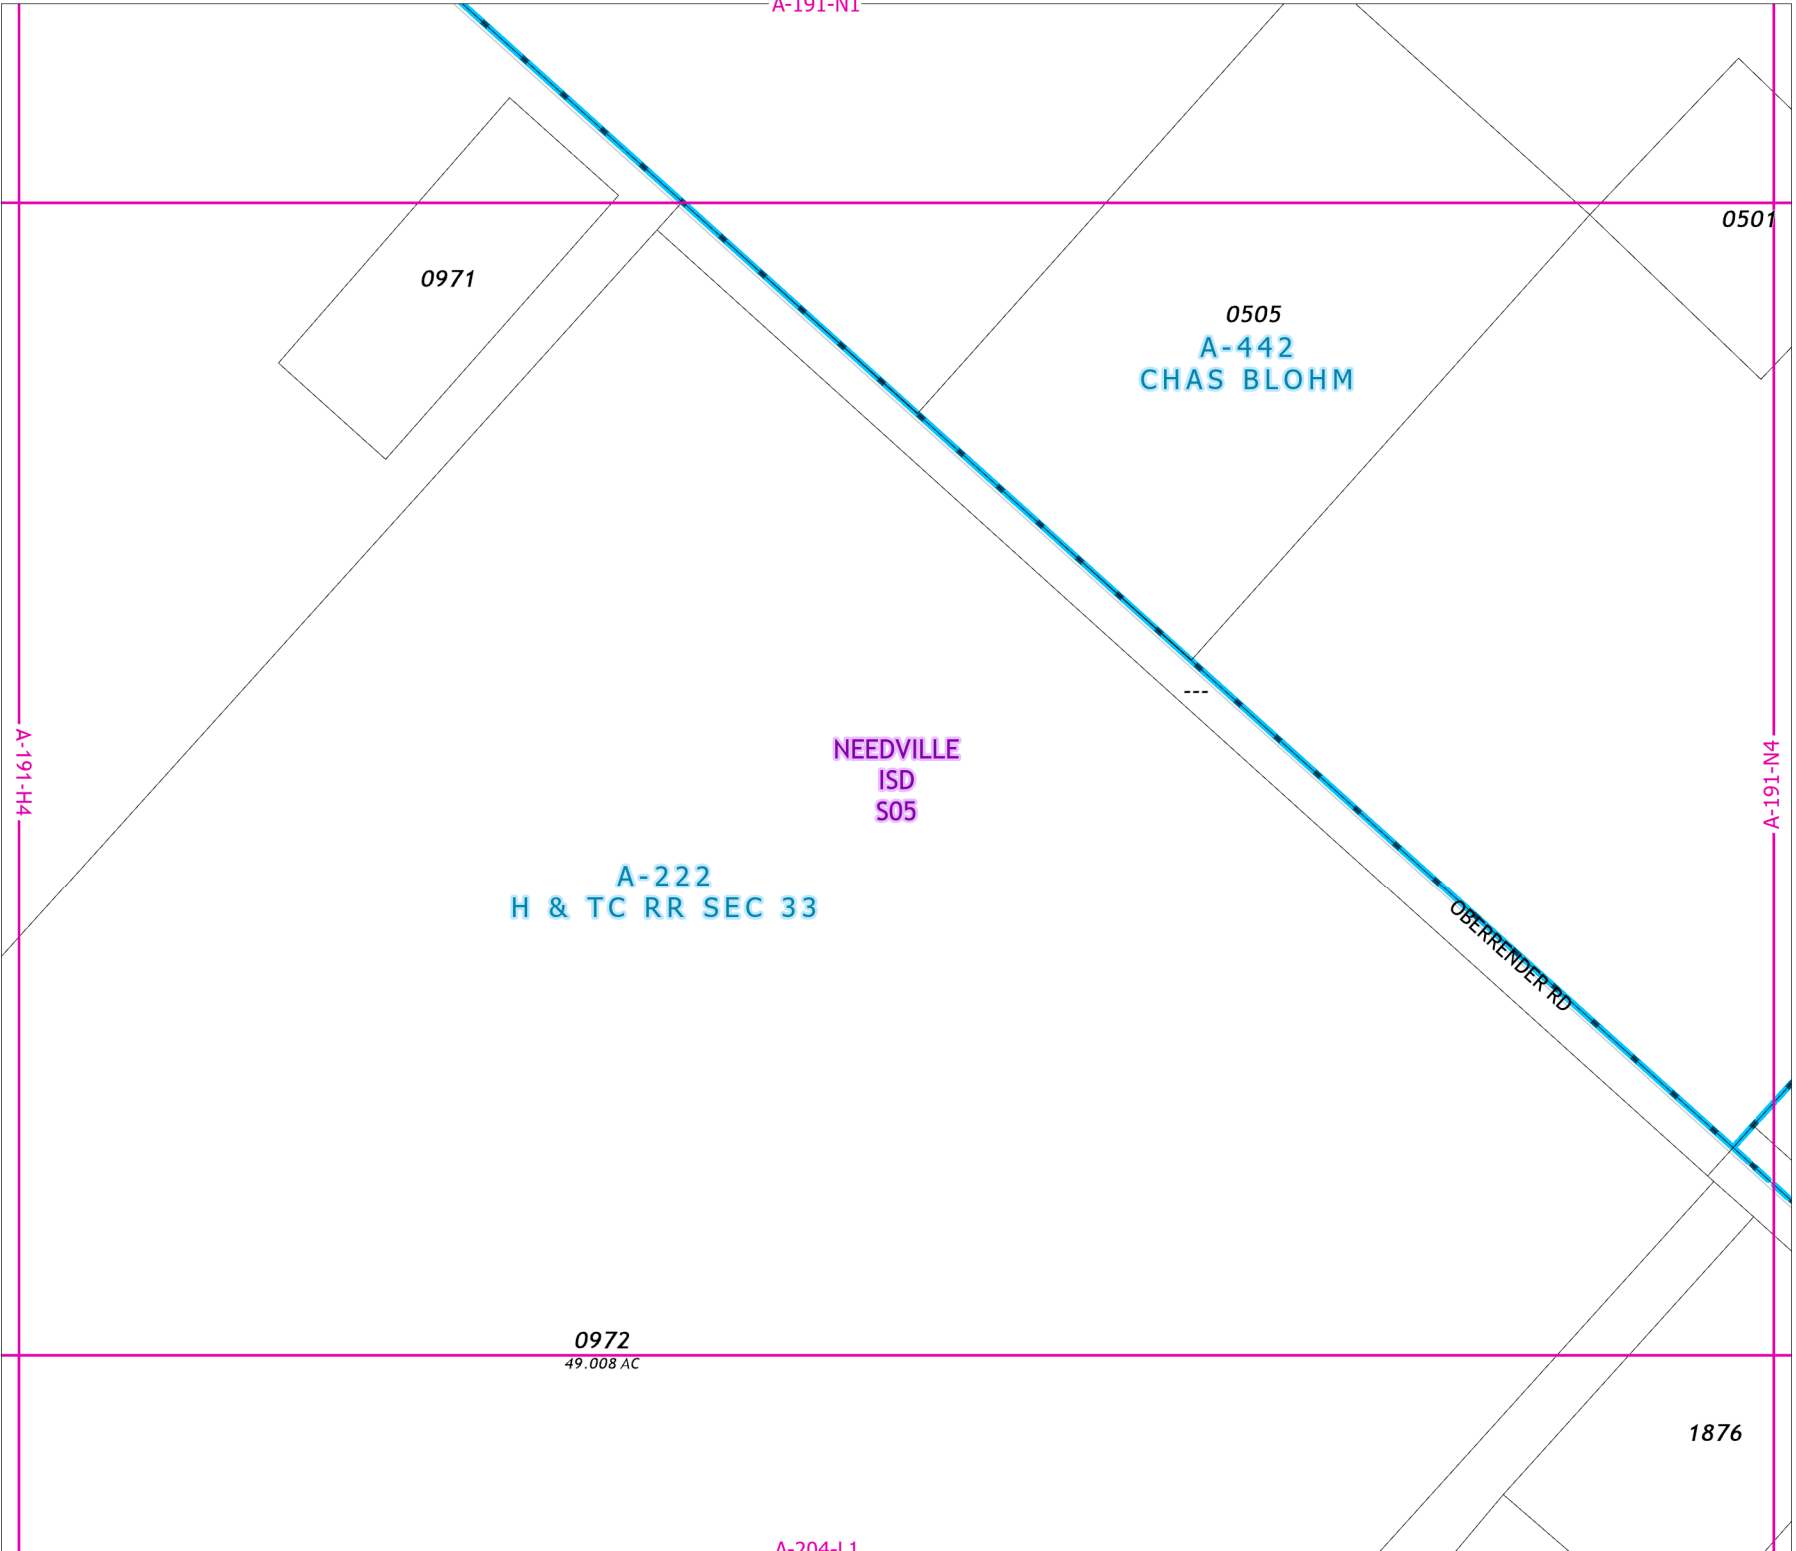 A-191-N1
0501
0971
0505
A-442
CHAS BLOHM
---
NEEDVILLE
ISD
S05
A-191-H4
A-191-N4
A-222
H & TC RR SEC 33
OBERRENDER RD
0972
49.008 AC
1876
A-204-L1